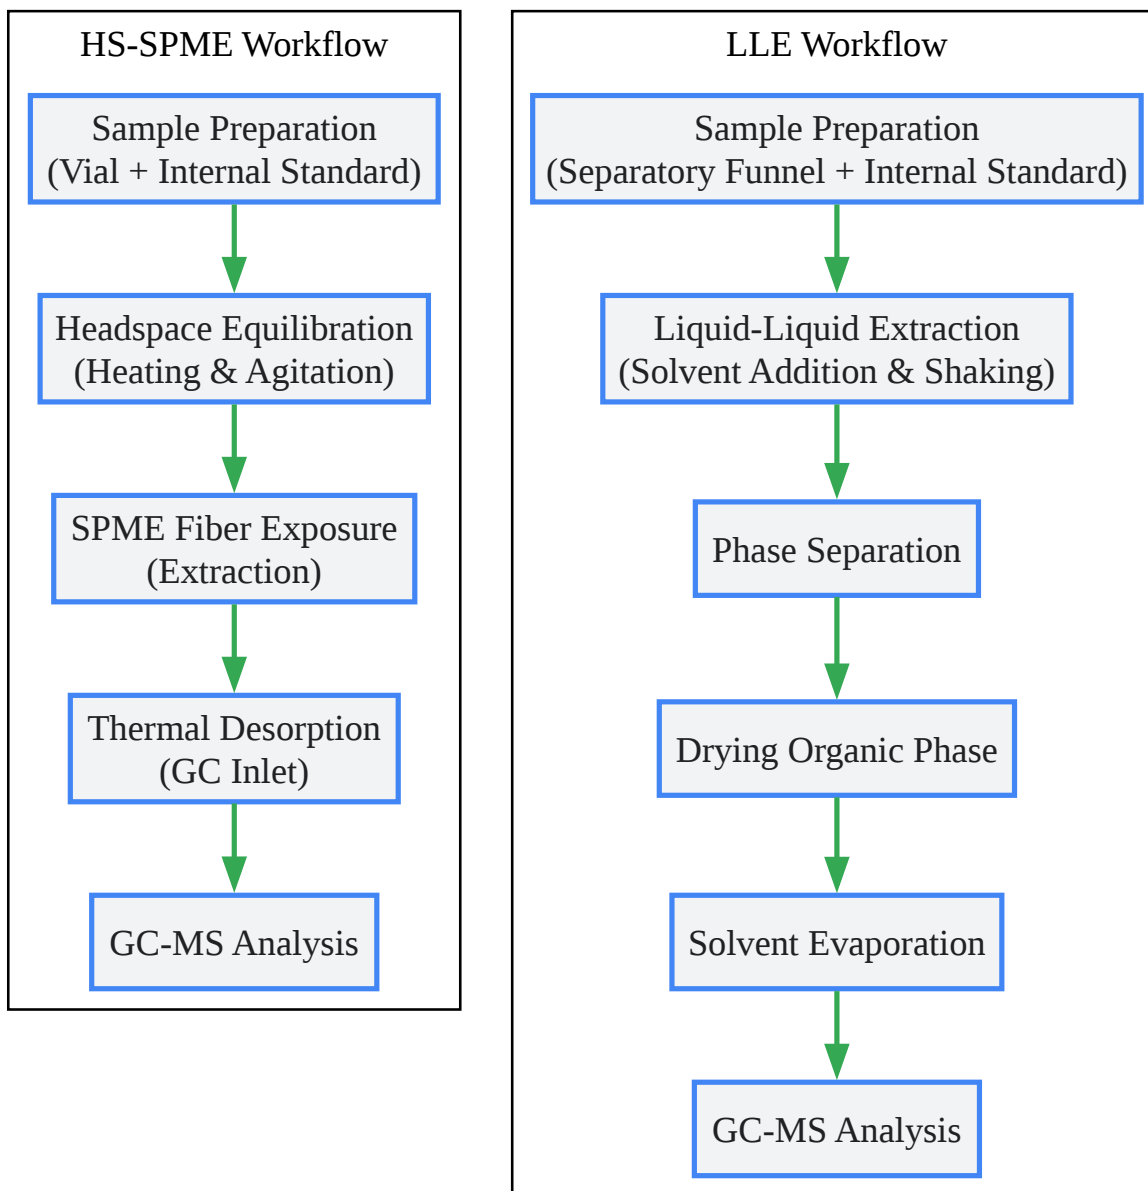 HS-SPME Workflow
Sample Preparation
(Vial + Internal Standard)
Headspace Equilibration
(Heating & Agitation)
SPME Fiber Exposure
(Extraction)
Thermal Desorption
(GC Inlet)
GC-MS Analysis
LLE Workflow
Sample Preparation
(Separatory Funnel + Internal Standard)
Liquid-Liquid Extraction
(Solvent Addition & Shaking)
Phase Separation
Drying Organic Phase
Solvent Evaporation
GC-MS Analysis